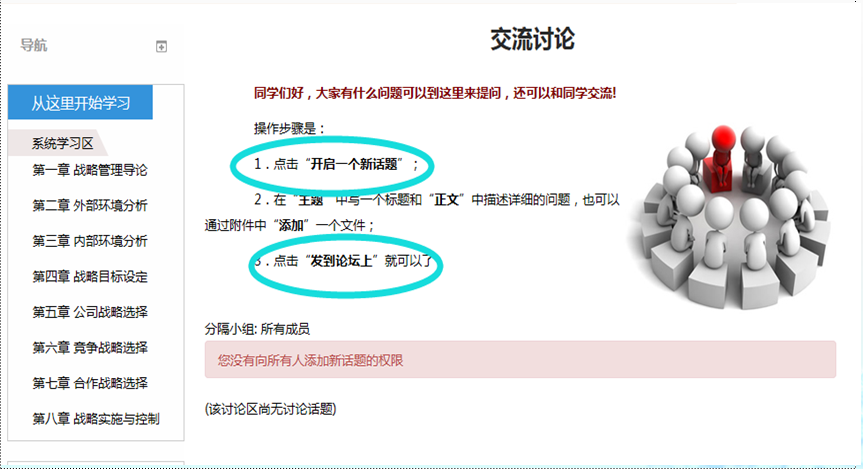 导航
从这里开始学习
系统学习区
第一章 战略管理导论
第二章 外部环境分析
第三章 内部环境分析
第四章 战略目标设定
第五章 公司战略选择
第六章 竞争战略选择
第七章 合作战略选择
第八章 战略实施与控制
交流讨论
同学们好，大家有什么问题可以到这里来提问，还可以和同学交流!
操作步骤是：
1．点击“开启一个新话题”；
2．在“主题”中写一个标题和“正文”中描述详细的问题，也可以
通过附件中“添加”一个文件；
3．点击“发到论坛上”就可以了
分隔小组: 所有成员
您没有向所有人添加新话题的权限
(该讨论区尚无讨论话题)